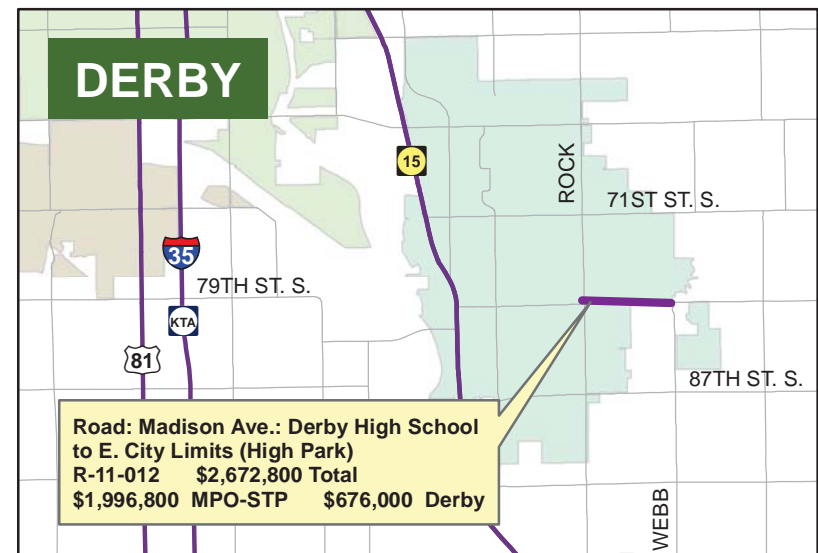 DERBY
15
ROCK
71ST ST. S.
35
79TH ST. S.
KTA
81
87TH ST. S.
Road: Madison Ave.: Derby High School
to E. City Limits (High Park)
R-11-012 $2,672,800 Total
$1,996,800 MPO-STP $676,000 Derby
WEBB